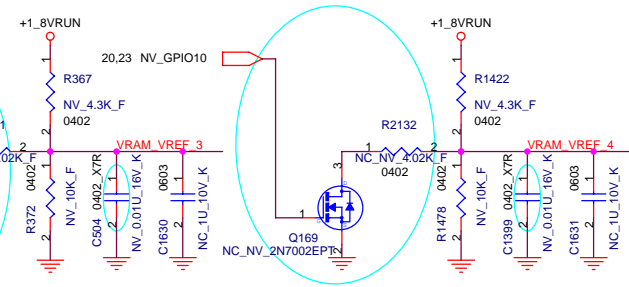 +1_8VRUN
+1_8VRUN
20,23 NV_GPIO10
1
R367
NV_4.3K_F
0402
2
1
R1422
NV_4.3K_F
0402
2
1
2
02K_F
VRAM_VREF_3
R2132
1
2
NC_NV_4.02K_F
0402
VRAM_VREF_4
1
0402
R372
NV_10K_F
2
1
0402_X7R
C504
NV_0.01U_16V_K
2
1
0603
C1630
NC_1U_10V_K
2
3
1
2
Q169
NC_NV_2N7002EPT
1
0402
R1478
NV_10K_F
2
1
0402_X7R
C1399
NV_0.01U_16V_K
2
1
0603
C1631
NC_1U_10V_K
2